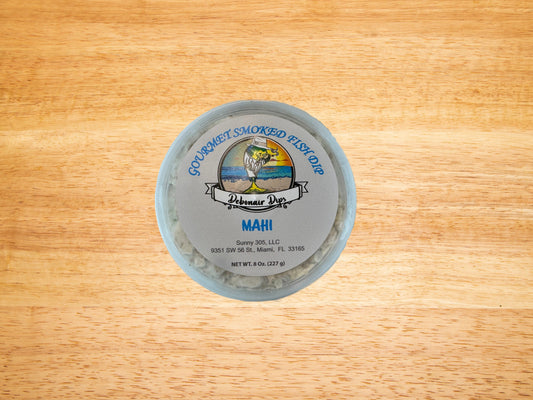 GOURMET SMOKED FISH DIP
Debonair Dips
MAHI
Sunny 305, LLC
9351 SW 56 St., Miami, FL 33165
NET WT. 8 Oz. (227 g)